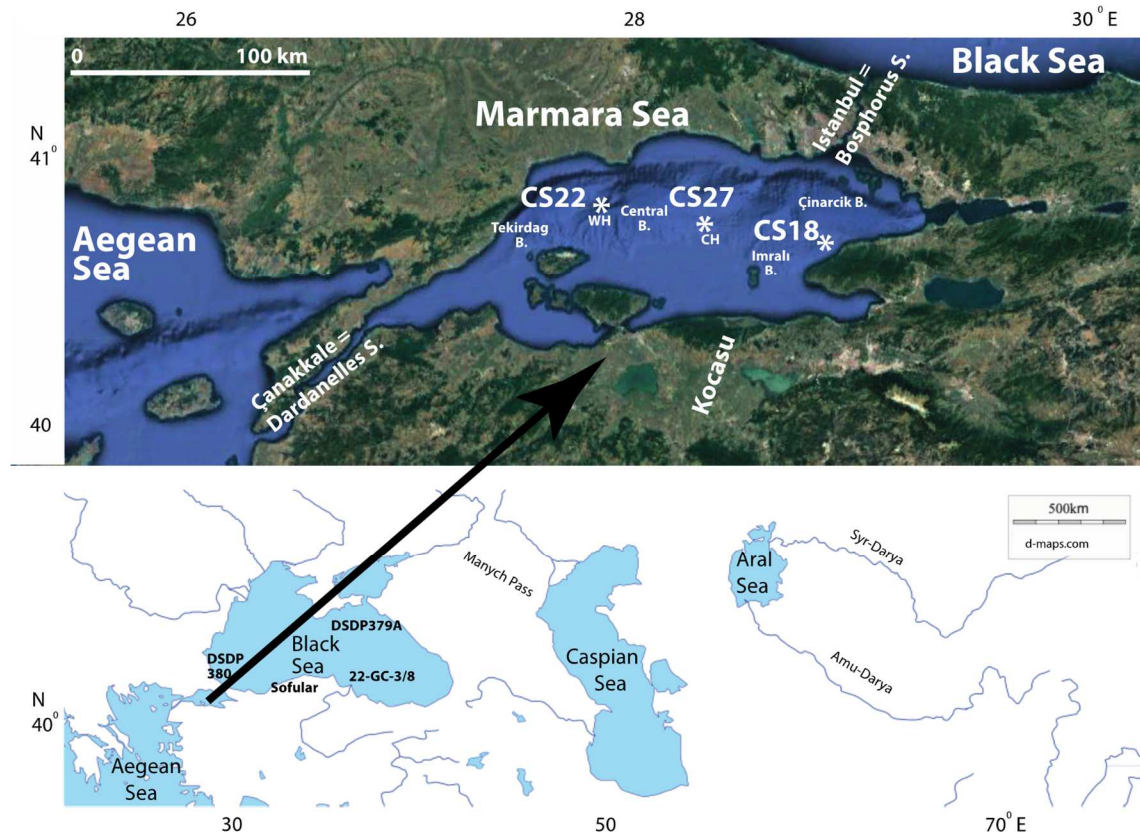 26 28 30 ° E
0 100 km
Black Sea
Istanbul =
Bosphorus S.
Marmara Sea
N
41°
CS22
WH
CS27
CH
Central
B.
Çinarcik B.
CS18
Imralı
B.
Tekirdag
B.
Aegean
Sea
Çanakkale =
Dardanelles S.
Kocasu
40
500km
d-maps.com
Manych Pass
Syr-Darya
Aral
Sea
DSDP379A
Black
Sea
DSDP
380
22-GC-3/8
Sofular
Caspian
Sea
Amu-Darya
N
40°
Aegean
Sea
30 50 70° E